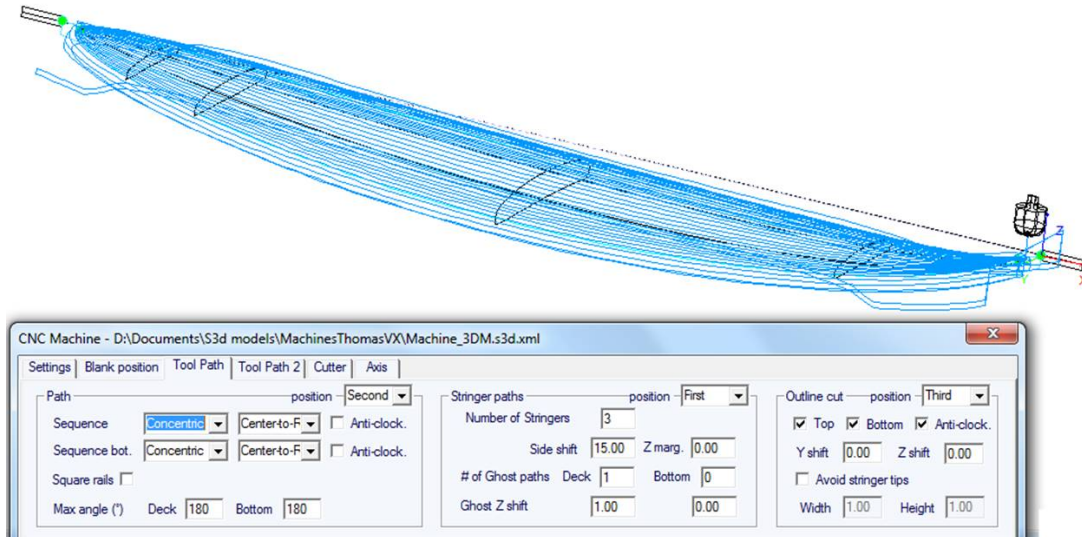 Z
Y
X
CNC Machine - D:\Documents\S3d models\MachinesThomasVX\Machine_3DM.s3d.xml
Settings Blank position Tool Path Tool Path 2 Cutter Axis
Path position Second Stringer paths position First Outline cut position Third
Sequence Concentric Center-to-R Anti-clock. Number of Stringers 3 Top Bottom Anti-clock.
Sequence bot. Concentric Center-to-R Anti-clock. Side shift 15.00 Z marg. 0.00 Y shift 0.00 Z shift 0.00
Square rails # of Ghost paths Deck 1 Bottom 0 Avoid stringer tips
Max angle (°) Deck 180 Bottom 180 Ghost Z shift 1.00 0.00 Width 1.00 Height 1.00